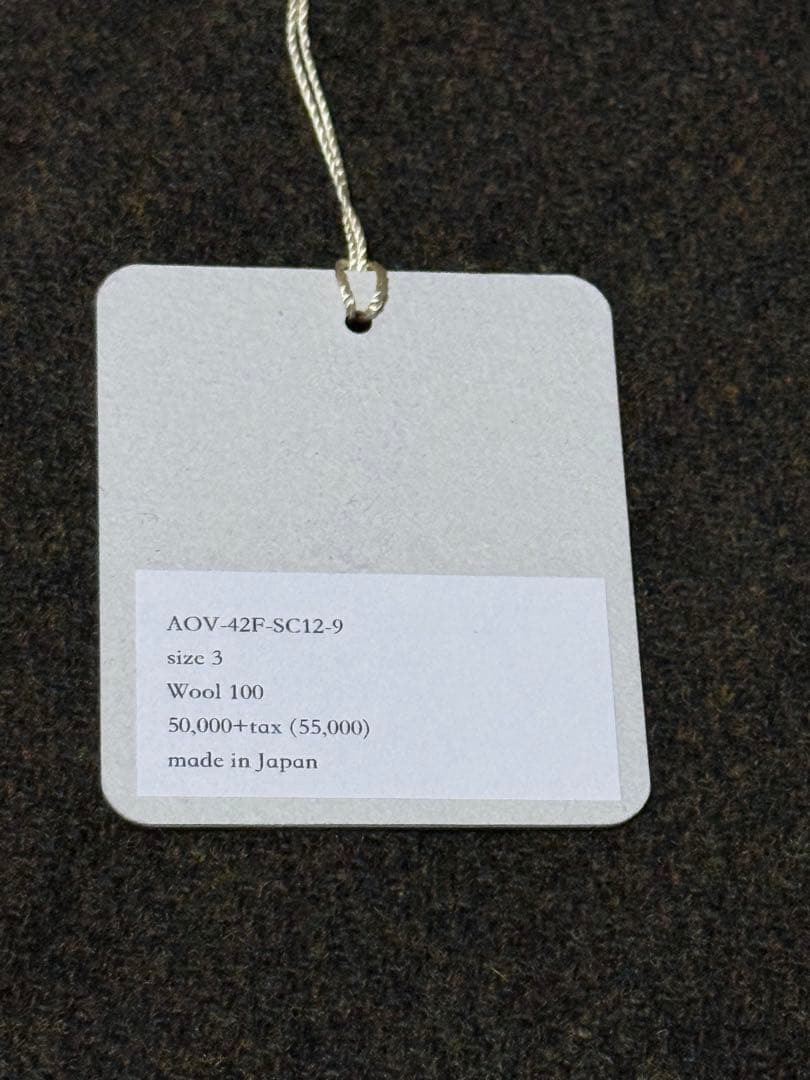 AOV-42F-SC12-9
size 3
Wool 100
50,000+tax (55,000)
made in Japan